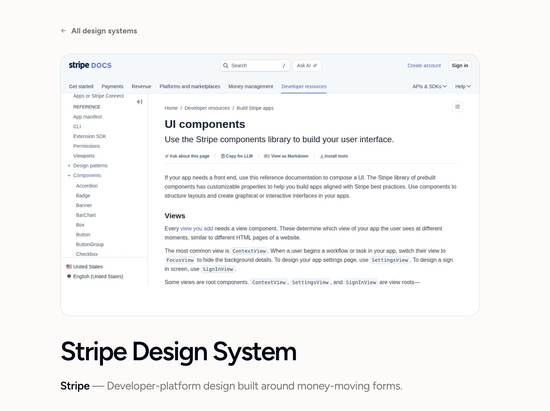 ← All design systems
stripe DOCS
Search /
Ask AI
Create account
Sign in
Get started Payments Revenue Platforms and marketplaces Money management Developer resources
APIs & SDKs
Help
Apps or Stripe Connect
REFERENCE
App manifest
CLI
Extension SDK
Permissions
Viewports
Design patterns
Components
Accordion
Badge
Banner
BarChart
Box
Button
ButtonGroup
Checkbox
United States
English (United States)
Home / Developer resources / Build Stripe apps
UI components
Use the Stripe components library to build your user interface.
Ask about this page
Copy for LLM
View as Markdown
Install tools
If your app needs a front end, use this reference documentation to compose a UI. The Stripe library of prebuilt
components has customizable properties to help you build apps aligned with Stripe best practices. Use components to
structure layouts and create graphical or interactive interfaces in your apps.
Views
Every view you add needs a view component. These determine which view of your app the user sees at different
moments, similar to different HTML pages of a website.
The most common view is ContextView. When a user begins a workflow or task in your app, switch their view to
FocusView to hide the background details. To design your app settings page, use SettingsView. To design a sign
in screen, use SignInView.
Some views are root components. ContextView, SettingsView, and SignInView are view roots—
Stripe Design System
Stripe — Developer-platform design built around money-moving forms.